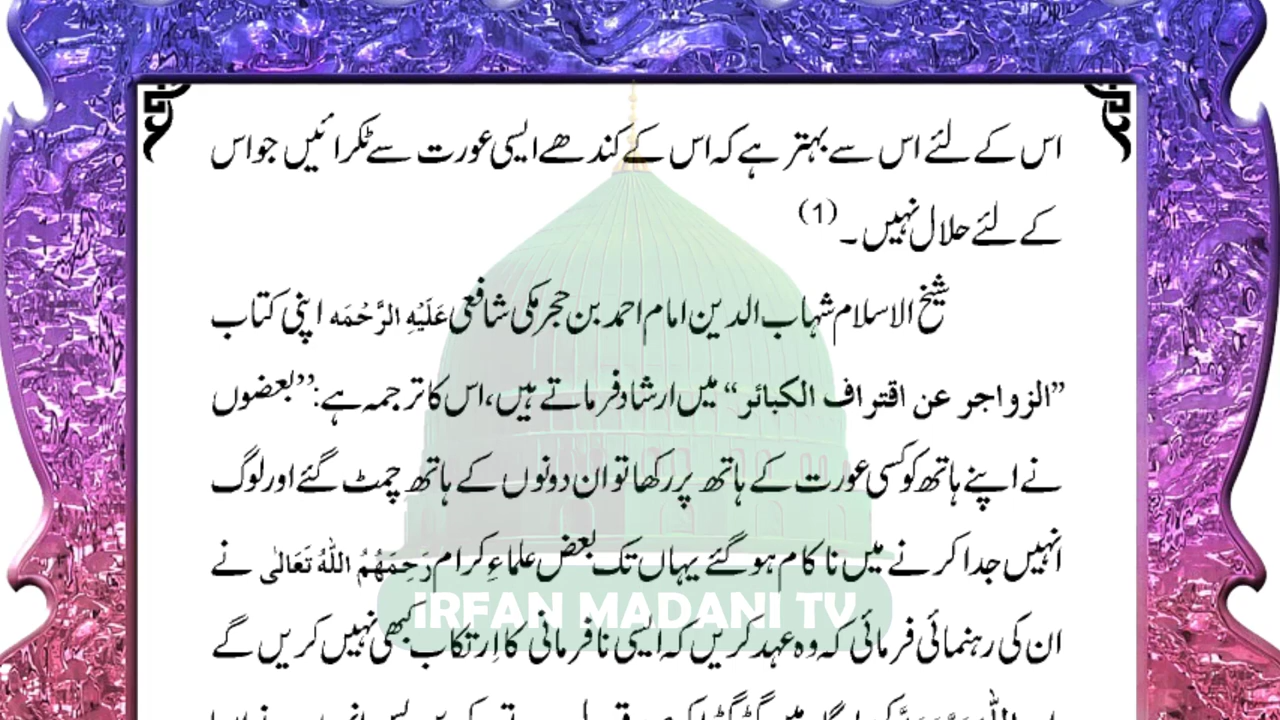 اس کے لئے اس سے بہتر ہے کہ اس کے کندھے ایسی عورت سے ٹکرائیں جو اس
کے لئے حلال نہیں۔(1)
شیخ الاسلام شہاب الدین امام احمد بن حجر مکی شافعی عَلَیْہِ الرَّحْمَہ اپنی کتاب
”الزواجر عن اقتراف الکبائر“ میں ارشاد فرماتے ہیں، اس کا ترجمہ ہے: ”بعضوں
نے اپنے ہاتھ کو کسی عورت کے ہاتھ پر رکھا تو ان دونوں کے ہاتھ چمٹ گئے اور لوگ
انہیں جدا کرنے میں ناکام ہو گئے یہاں تک بعض علماءِ کرام رَحِمَہُمُ اللہُ تَعَالٰی نے
IRFAN MADANI TV
ان کی رہنمائی فرمائی کہ وہ عہد کریں کہ ایسی نافرمانی کا اِرتکاب کبھی نہیں کریں گے